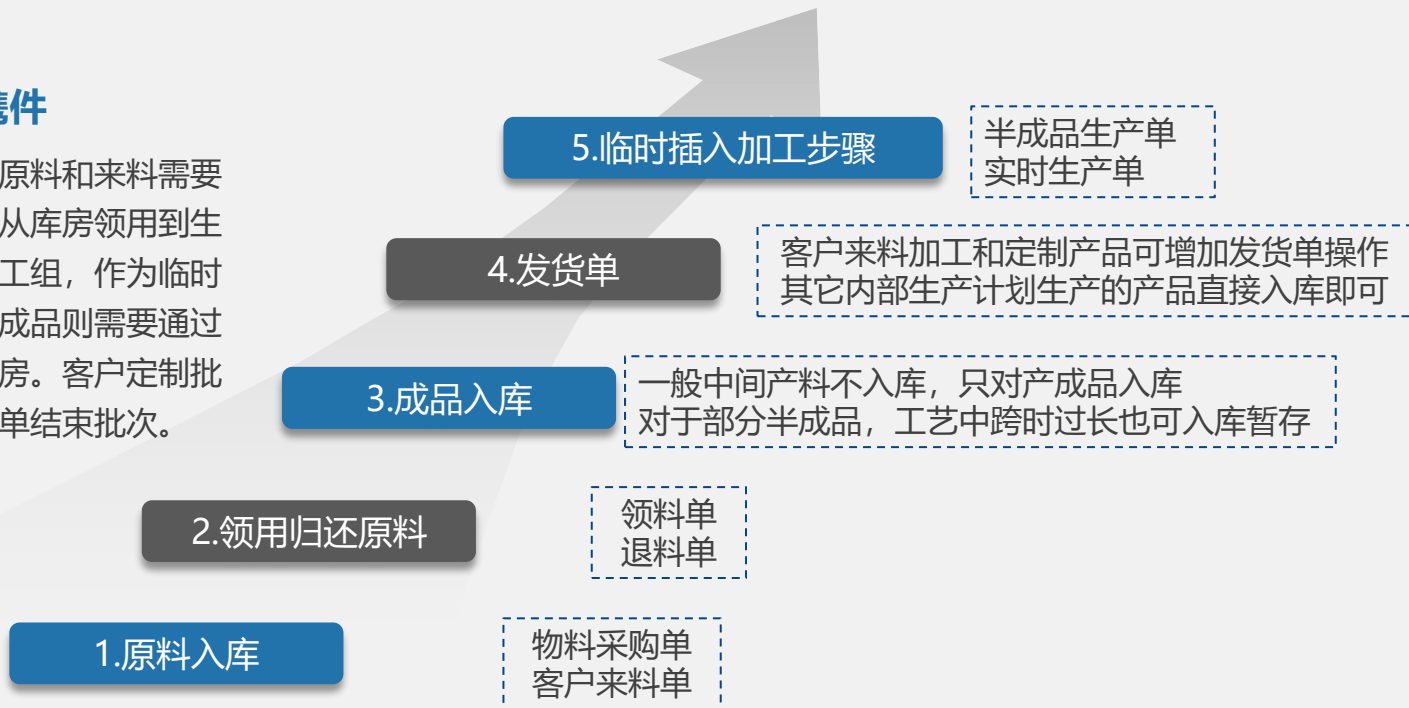 件
原料和来料需要
从库房领用到生
工组，作为临时
成品则需要通过
房。客户定制批
单结束批次。
5.临时插入加工步骤
半成品生产单
实时生产单
4.发货单
客户来料加工和定制产品可增加发货单操作
其它内部生产计划生产的产品直接入库即可
3.成品入库
一般中间产料不入库，只对产成品入库
对于部分半成品，工艺中跨时过长也可入库暂存
2.领用归还原料
领料单
退料单
1.原料入库
物料采购单
客户来料单